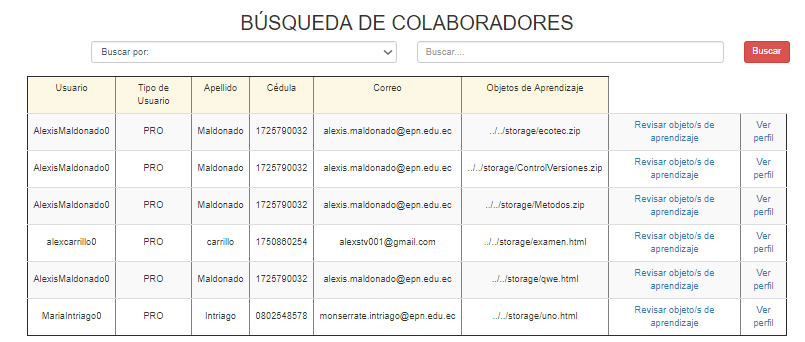 BÚSQUEDA DE COLABORADORES
Buscar por: Buscar.... Buscar
Usuario Tipo de Usuario Apellido Cédula Correo Objetos de Aprendizaje
AlexisMaldonado0 PRO Maldonado 1725790032 alexis.maldonado@epn.edu.ec ../../storage/ecotec.zip Revisar objeto/s de aprendizaje Ver perfil
AlexisMaldonado0 PRO Maldonado 1725790032 alexis.maldonado@epn.edu.ec ../../storage/ControlVersiones.zip Revisar objeto/s de aprendizaje Ver perfil
AlexisMaldonado0 PRO Maldonado 1725790032 alexis.maldonado@epn.edu.ec ../../storage/Metodos.zip Revisar objeto/s de aprendizaje Ver perfil
alexcarrillo0 PRO carrillo 1750860254 alexstv001@gmail.com ../../storage/examen.html Revisar objeto/s de aprendizaje Ver perfil
AlexisMaldonado0 PRO Maldonado 1725790032 alexis.maldonado@epn.edu.ec ../../storage/qwe.html Revisar objeto/s de aprendizaje Ver perfil
MariaIntriago0 PRO Intriago 0802548578 monserrate.intriago@epn.edu.ec ../../storage/uno.html Revisar objeto/s de aprendizaje Ver perfil